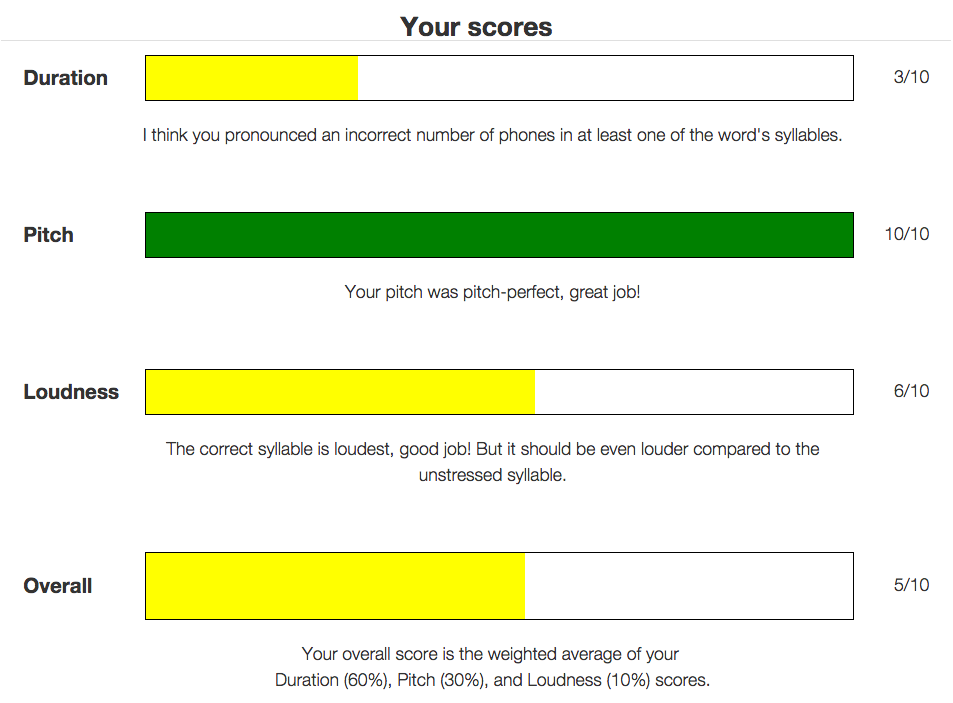 Your scores
Duration
3/10
I think you pronounced an incorrect number of phones in at least one of the word's syllables.
Pitch
10/10
Your pitch was pitch-perfect, great job!
Loudness
6/10
The correct syllable is loudest, good job! But it should be even louder compared to the
unstressed syllable.
Overall
5/10
Your overall score is the weighted average of your
Duration (60%), Pitch (30%), and Loudness (10%) scores.